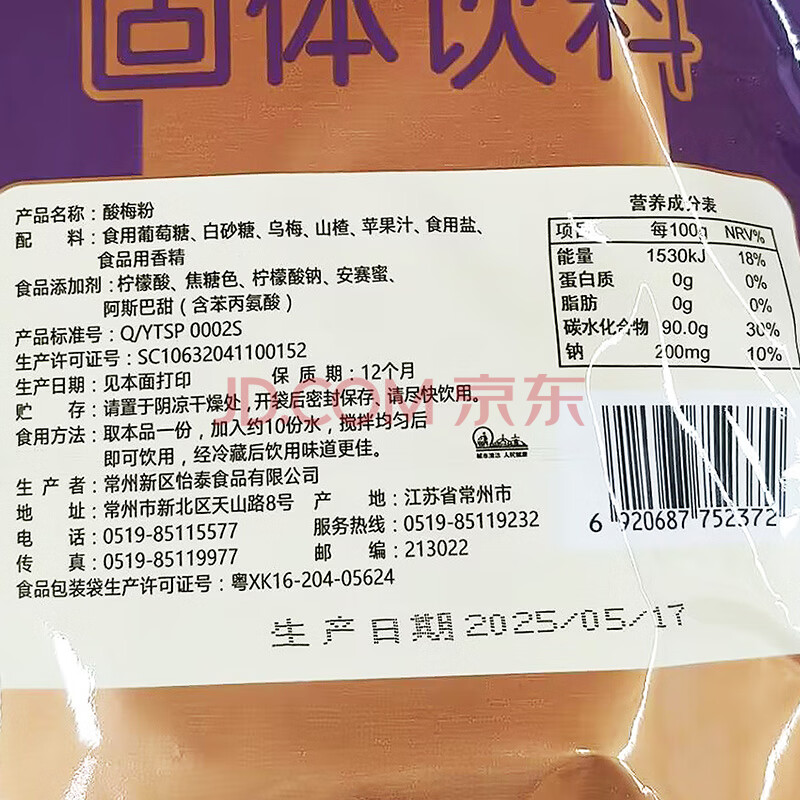 固体饮料
产品名称：酸梅粉
配　　料：食用葡萄糖、白砂糖、乌梅、山楂、苹果汁、食用盐、
食品用香精
食品添加剂：柠檬酸、焦糖色、柠檬酸钠、安赛蜜、
阿斯巴甜（含苯丙氨酸）
产品标准号：Q/YTSP 0002S
生产许可证号：SC10632041100152
生产日期：见本面打印　保 质 期：12个月
贮　　存：请置于阴凉干燥处，开袋后密封保存，请尽快饮用。
食用方法：取本品一份，加入约10份水，搅拌均匀后
即可饮用，经冷藏后饮用味道更佳。
生 产 者：常州新区怡泰食品有限公司
地　　址：常州市新北区天山路8号　产　　地：江苏省常州市
电　　话：0519-85115577　服务热线：0519-85119232
传　　真：0519-85119977　邮　　编：213022
食品包装袋生产许可证号：粤XK16-204-05624
生产日期2025/05/17
营养成分表
项目　每100g　NRV%
能量　1530kJ　18%
蛋白质　0g　0%
脂肪　0g　0%
碳水化合物　90.0g　30%
钠　200mg　10%
6 920687 752372
JD.COM 京东